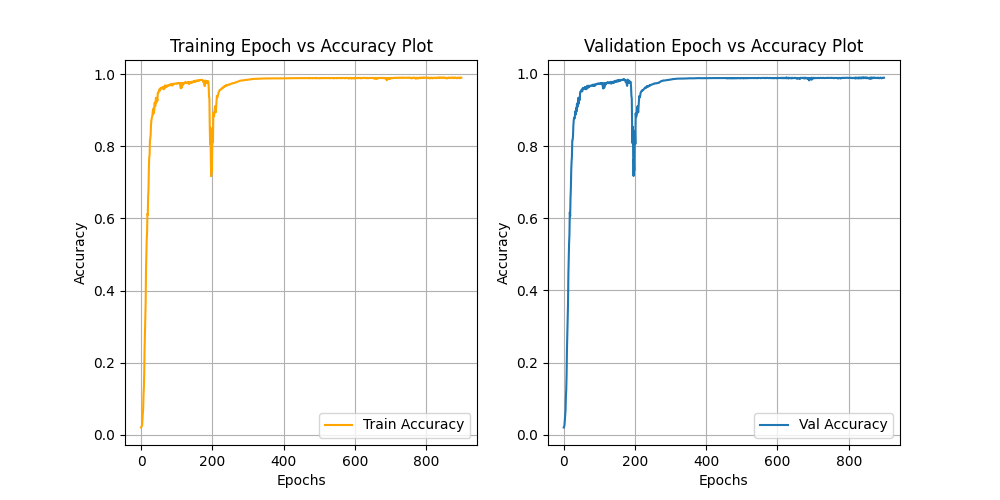 Training Epoch vs Accuracy Plot
Accuracy
1.0
0.8
0.6
0.4
0.2
0.0
0 200 400 600 800
Epochs
Train Accuracy
Validation Epoch vs Accuracy Plot
Accuracy
1.0
0.8
0.6
0.4
0.2
0.0
0 200 400 600 800
Epochs
Val Accuracy